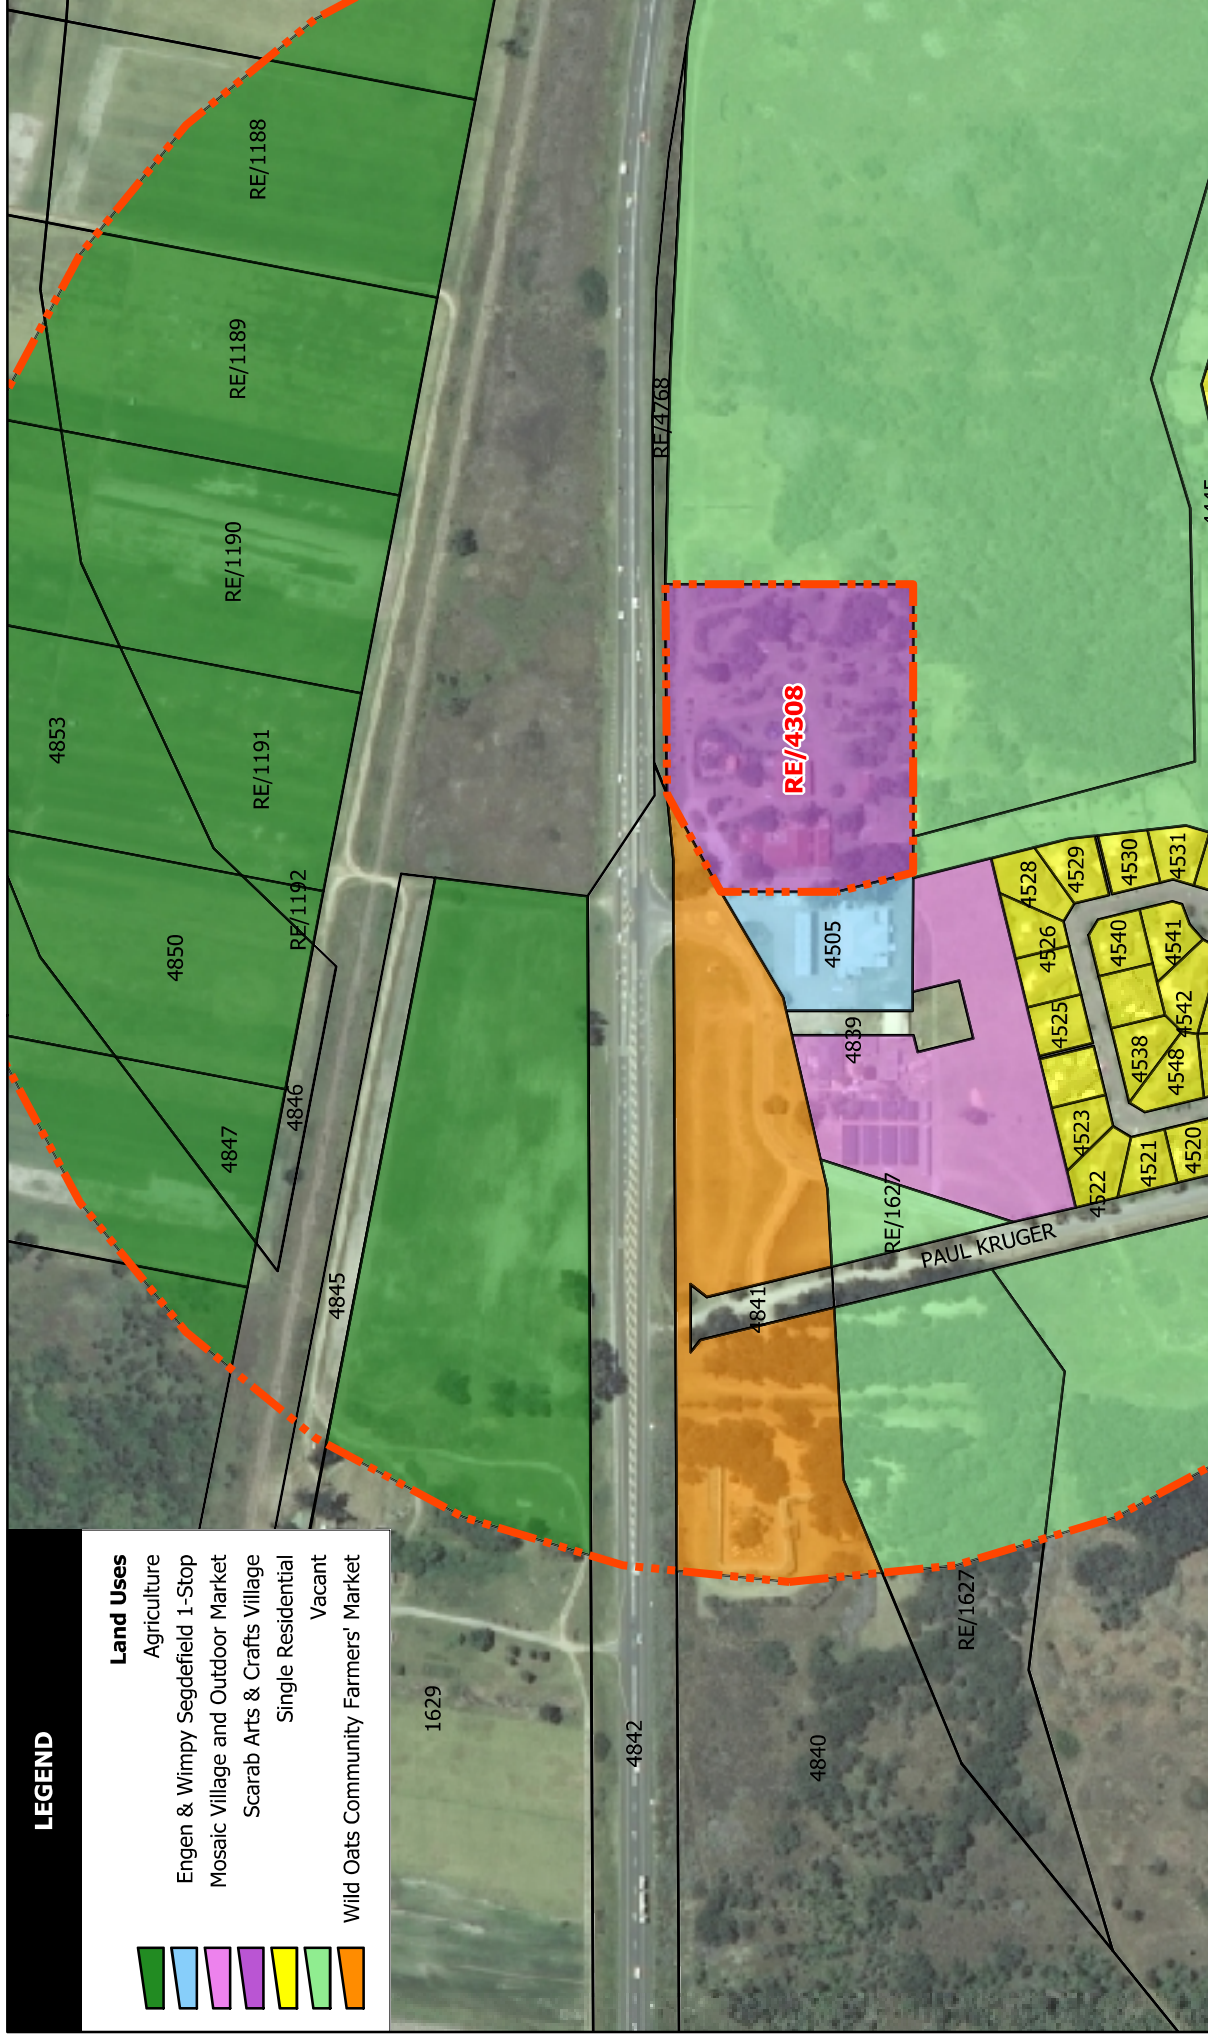 LEGEND
Land Uses
Agriculture
Engen & Wimpy Segdefield 1-Stop
Mosaic Village and Outdoor Market
Scarab Arts & Crafts Village
Single Residential
Vacant
Wild Oats Community Farmers' Market
RE/1188
RE/1189
RE/1190
RE/1191
RE/1192
4853
4850
4847
4846
4845
1629
4842
4840
RE/4768
RE/4308
4505
4839
RE/1627
4841
PAUL KRUGER
RE/1627
4528
4529
4530
4531
4526
4540
4541
4525
4542
4538
4548
4523
4522
4521
4520